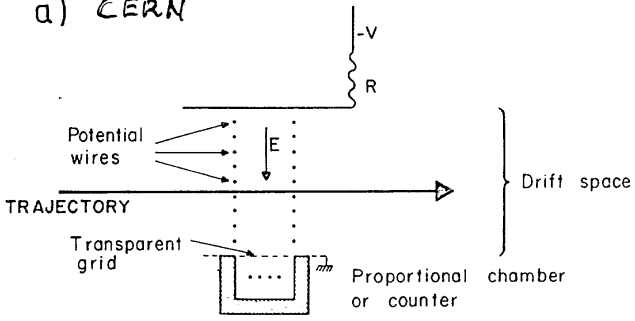 a) CERN
-V
R
Potential
wires
E
Drift space
TRAJECTORY
Transparent
grid
Proportional chamber
or counter